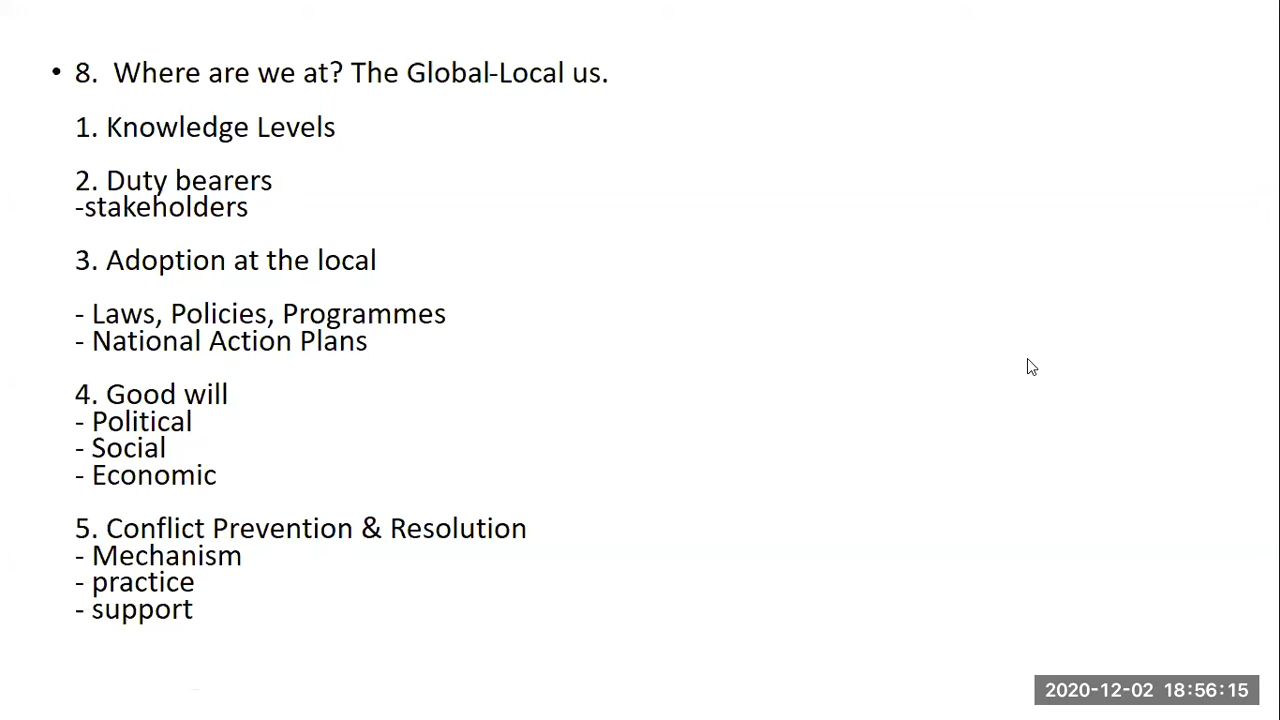 • 8.  Where are we at? The Global-Local us.
1. Knowledge Levels
2. Duty bearers
-stakeholders
3. Adoption at the local
- Laws, Policies, Programmes
- National Action Plans
4. Good will
- Political
- Social
- Economic
5. Conflict Prevention & Resolution
- Mechanism
- practice
- support
2020-12-02 18:56:15